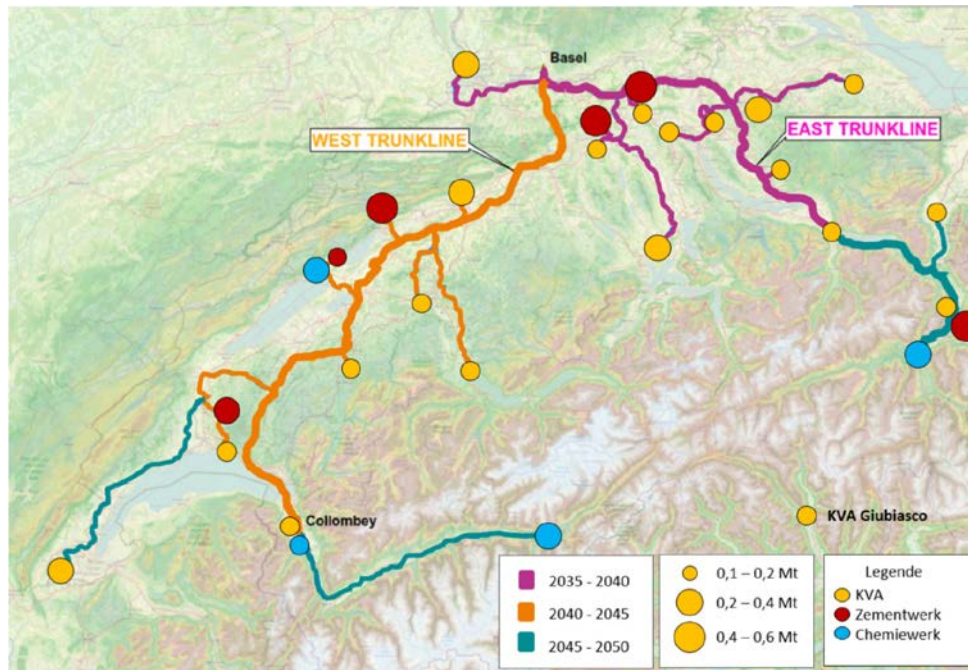 Basel
WEST TRUNKLINE
EAST TRUNKLINE
Collombey
KVA Giubiasco
2035 - 2040
2040 - 2045
2045 - 2050
0,1 – 0,2 Mt
0,2 – 0,4 Mt
0,4 – 0,6 Mt
Legende
KVA
Zementwerk
Chemiewerk